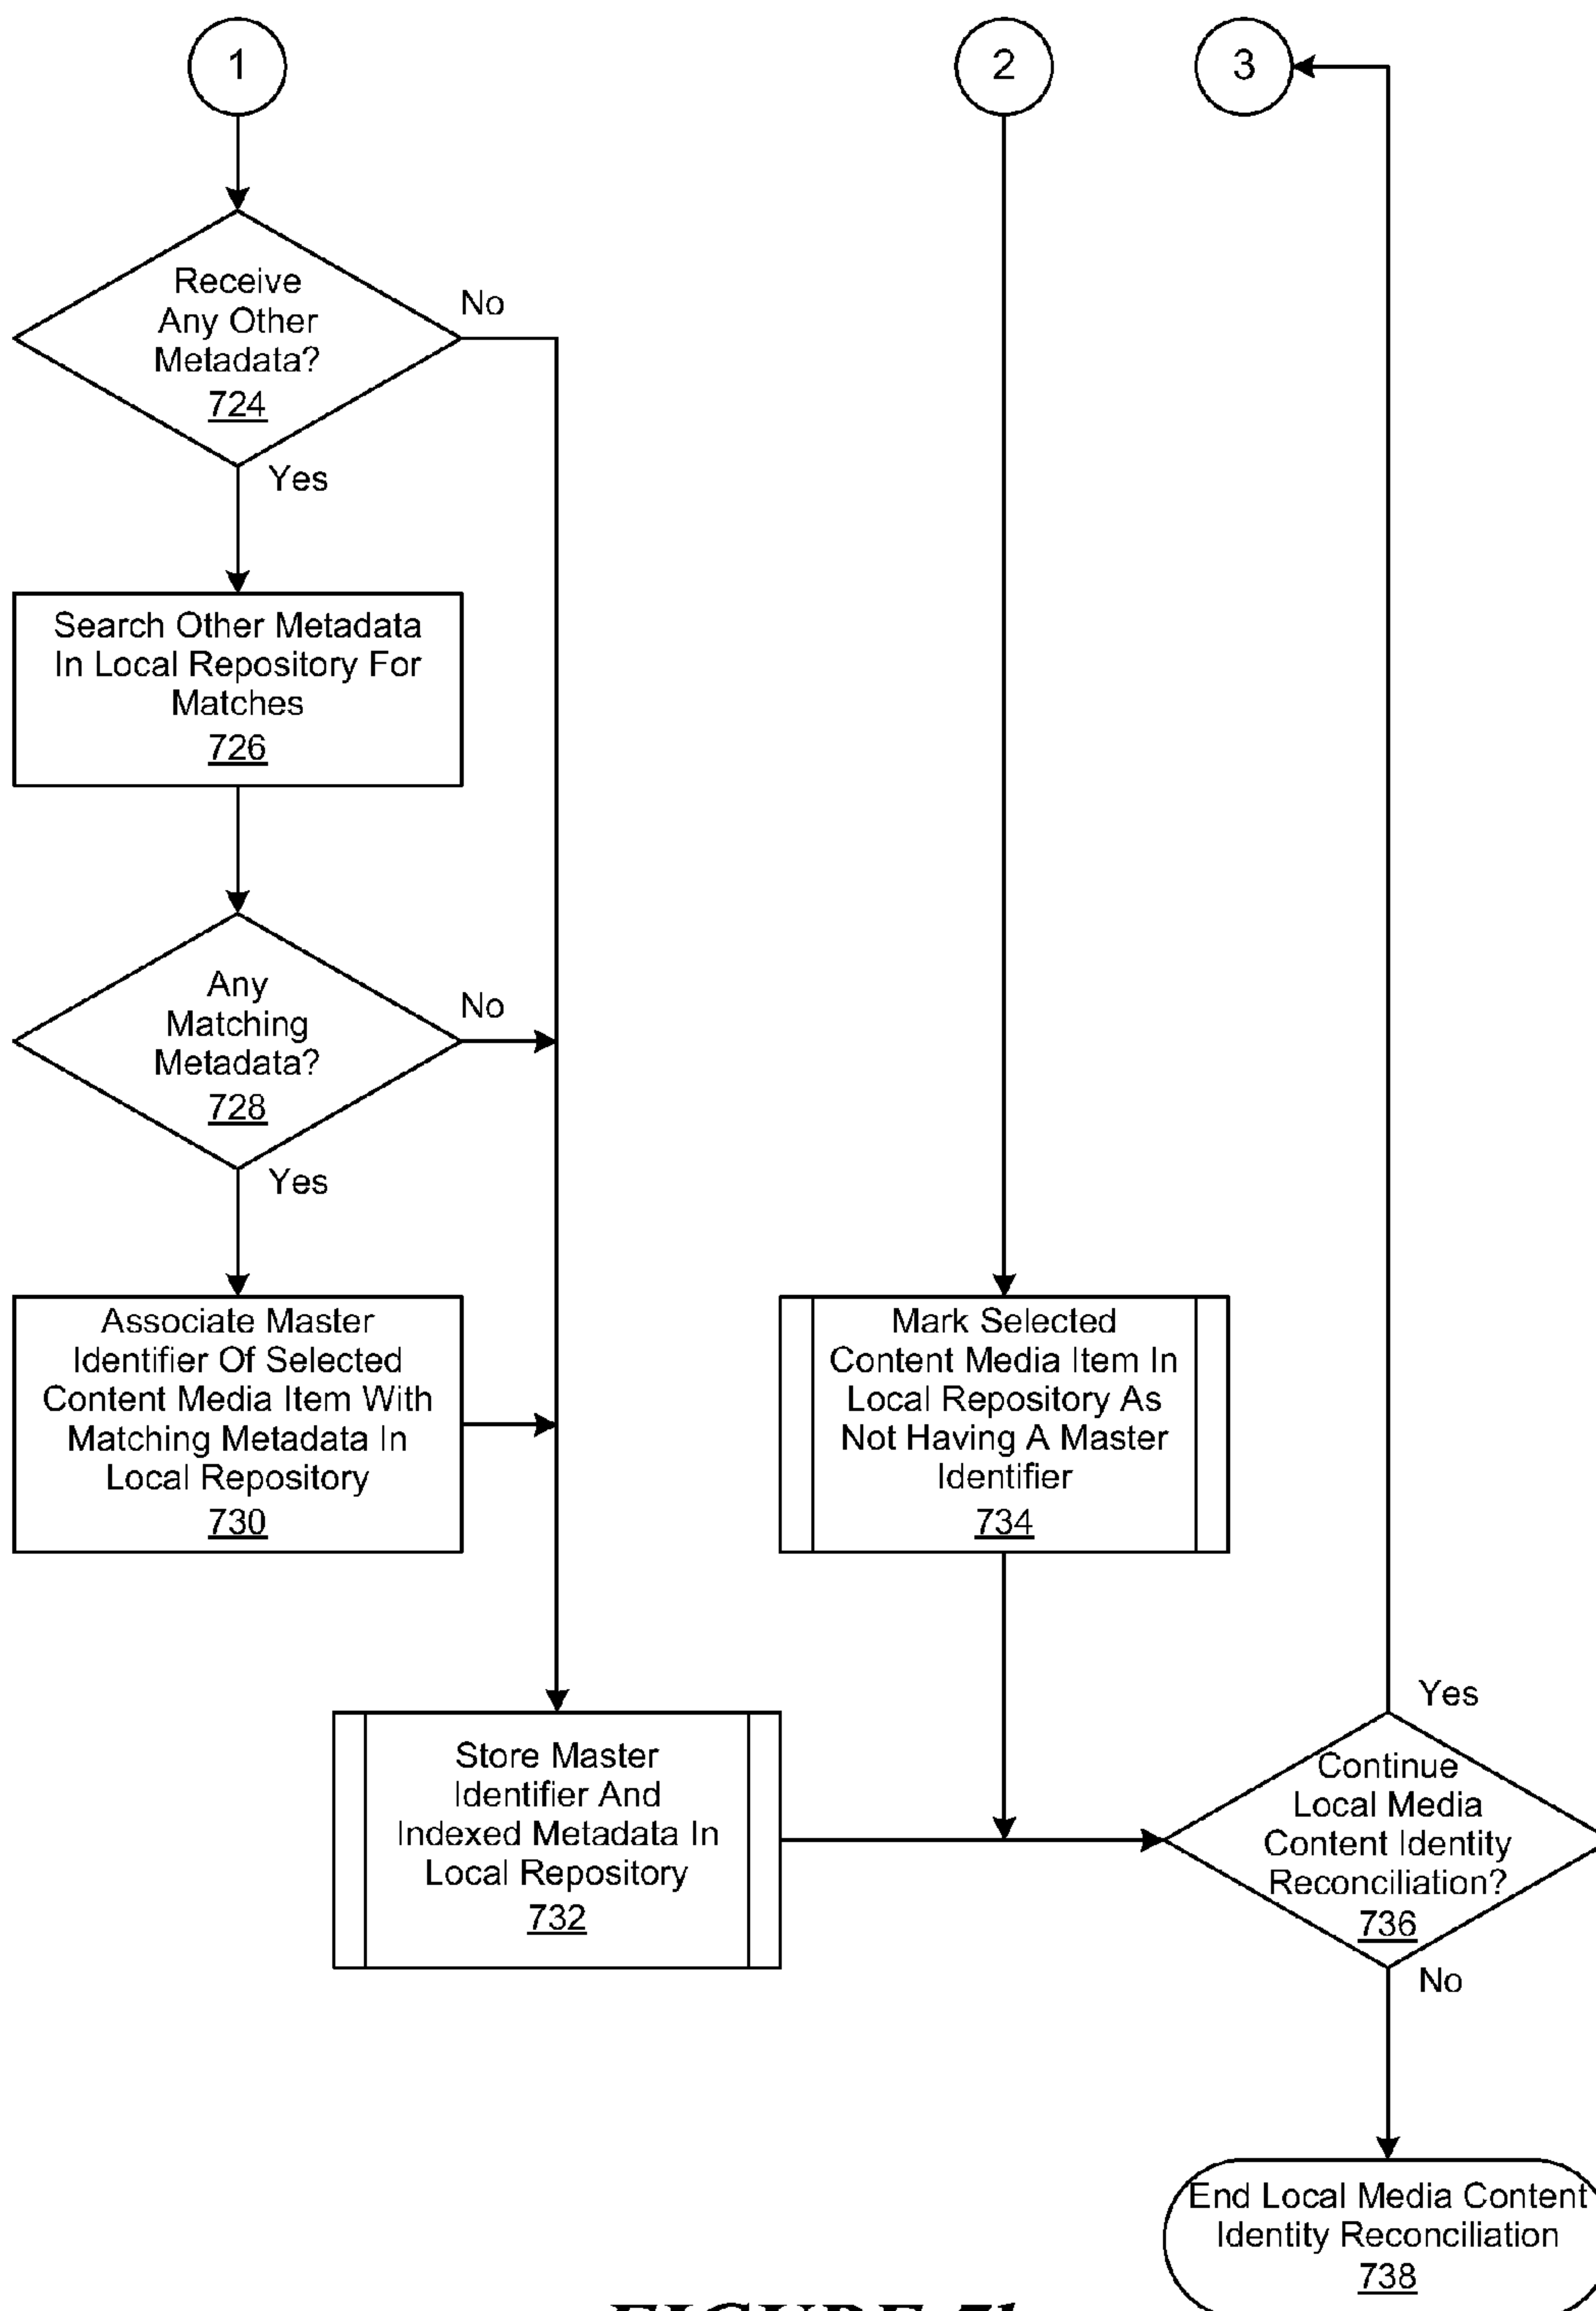 1
2
3
Receive
Any Other
Metadata?
724
No
Yes
Search Other Metadata
In Local Repository For
Matches
726
Any
Matching
Metadata?
728
No
Yes
Associate Master
Identifier Of Selected
Content Media Item With
Matching Metadata In
Local Repository
730
Mark Selected
Content Media Item In
Local Repository As
Not Having A Master
Identifier
734
Store Master
Identifier And
Indexed Metadata In
Local Repository
732
Yes
Continue
Local Media
Content Identity
Reconciliation?
736
No
End Local Media Content
Identity Reconciliation
738